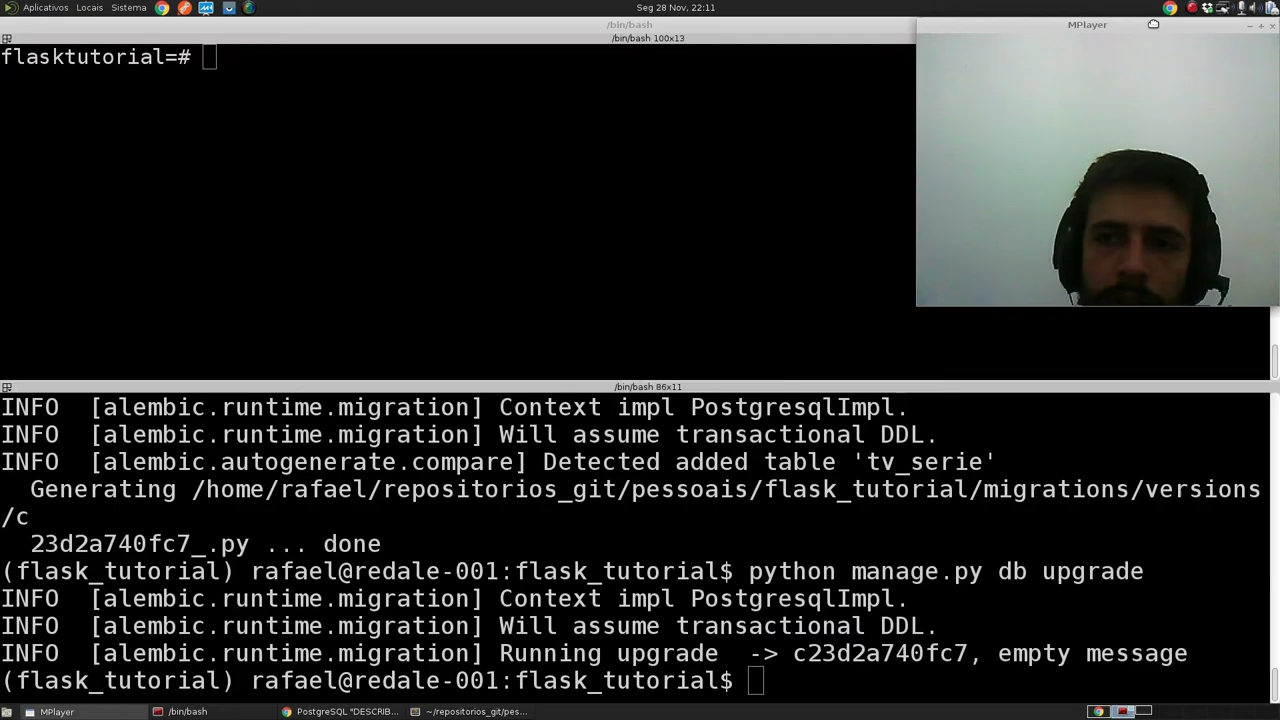 Aplicativos Locais Sistema Seg 28 Nov, 22:11
/bin/bash
MPlayer
/bin/bash 100x13
flasktutorial=#
/bin/bash 86x11
INFO [alembic.runtime.migration] Context impl PostgresqlImpl.
INFO [alembic.runtime.migration] Will assume transactional DDL.
INFO [alembic.autogenerate.compare] Detected added table 'tv_serie'
Generating /home/rafael/repositorios_git/pessoais/flask_tutorial/migrations/versions
/c
23d2a740fc7_.py ... done
(flask_tutorial) rafael@redale-001:flask_tutorial$ python manage.py db upgrade
INFO [alembic.runtime.migration] Context impl PostgresqlImpl.
INFO [alembic.runtime.migration] Will assume transactional DDL.
INFO [alembic.runtime.migration] Running upgrade -> c23d2a740fc7, empty message
(flask_tutorial) rafael@redale-001:flask_tutorial$
MPlayer /bin/bash PostgreSQL "DESCRIB... ~/repositorios_git/pes...